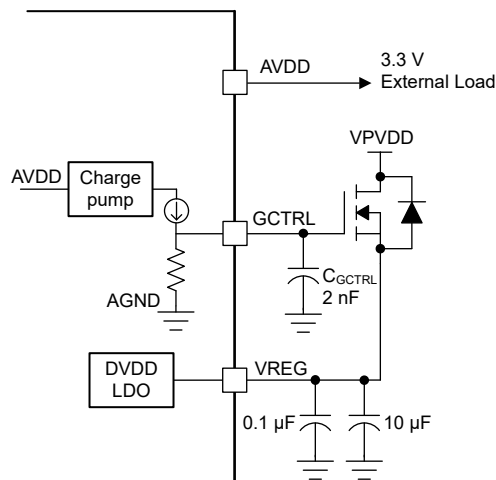 AVDD
3.3 V
External Load
VPVDD
AVDD
Charge
pump
GCTRL
C_GCTRL
2 nF
AGND
DVDD
LDO
VREG
0.1 µF
10 µF